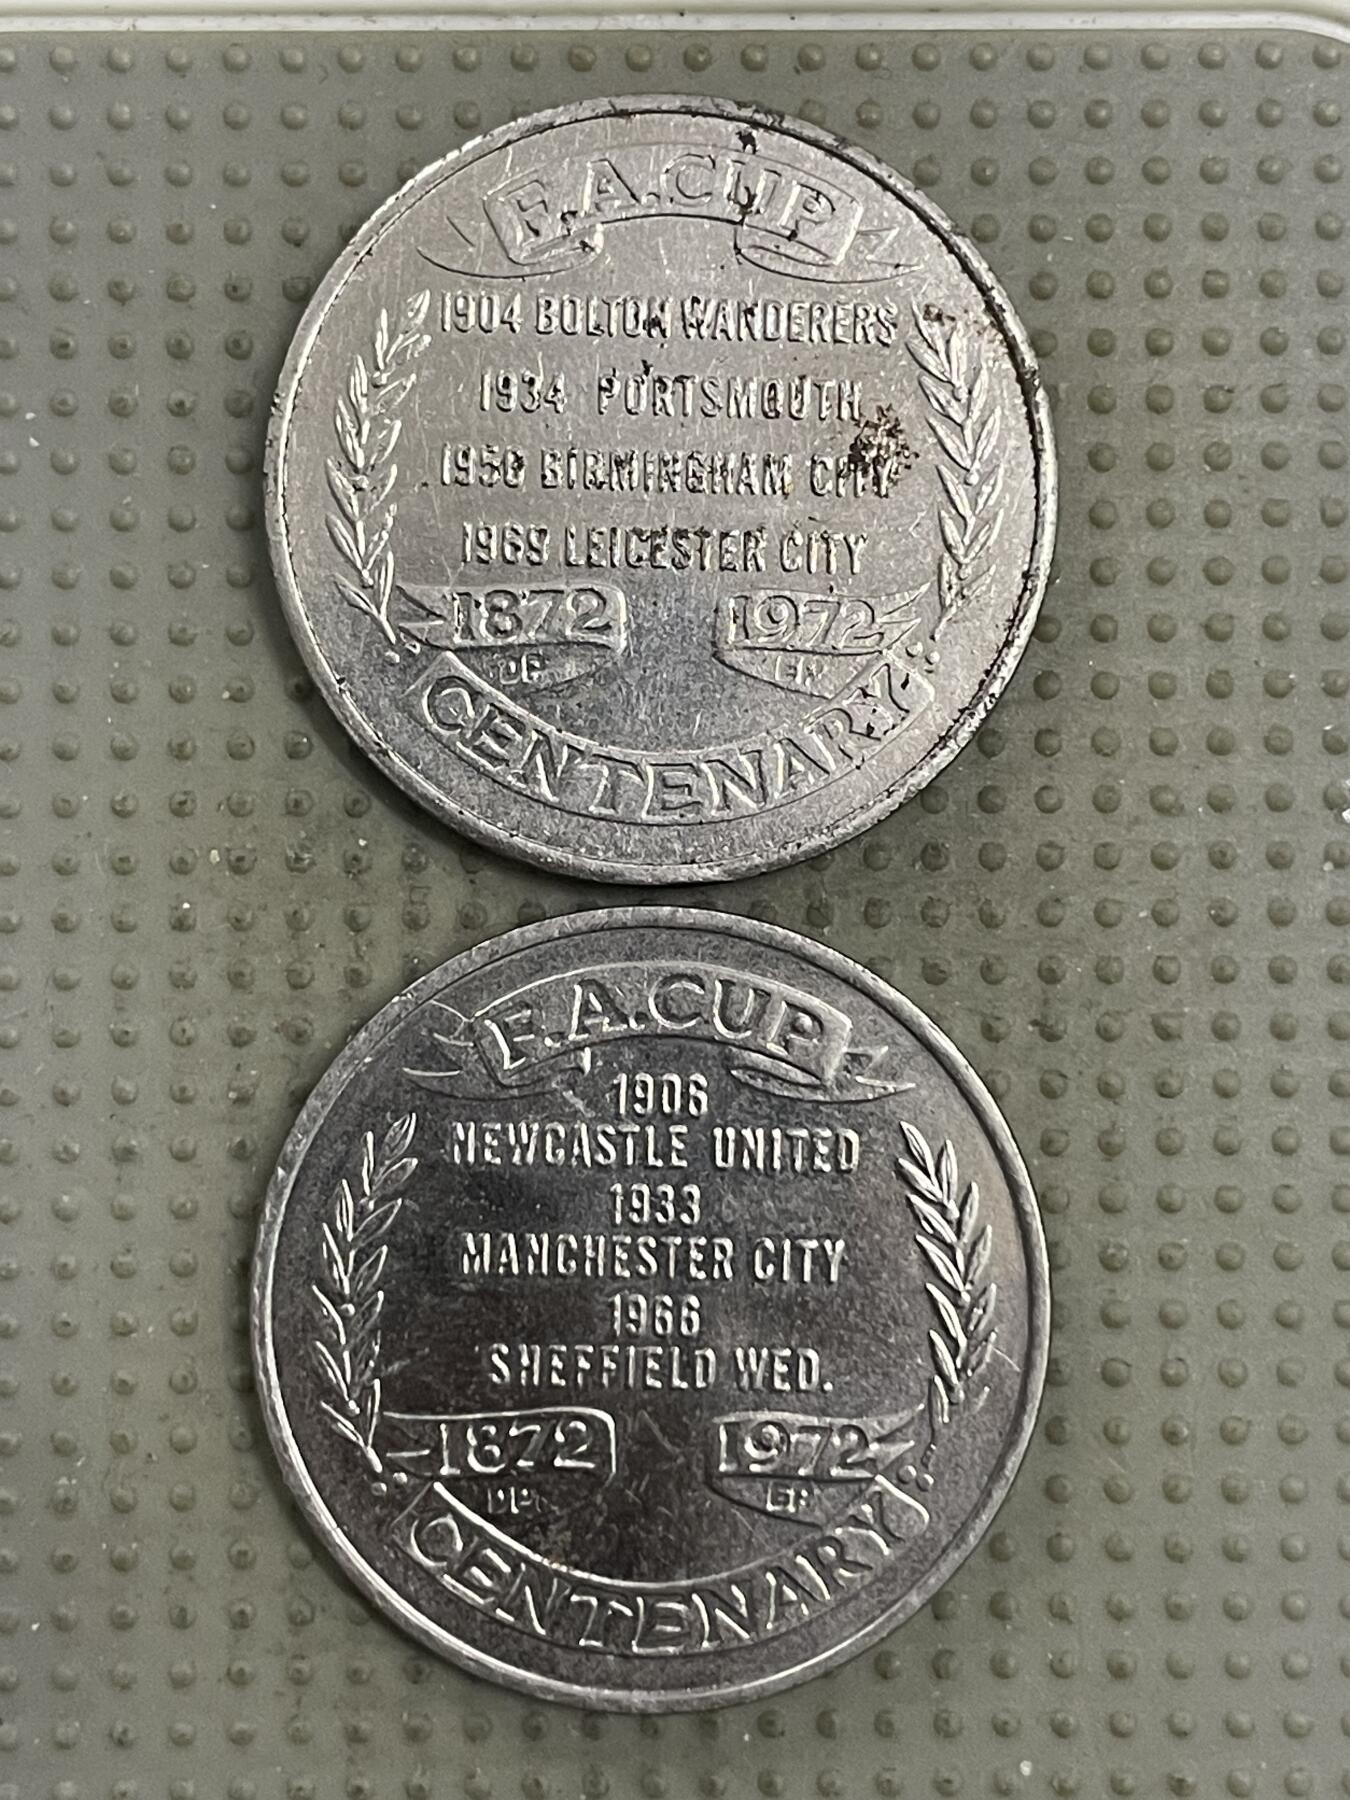 F.A.CUP
1904 BOLTON WANDERERS
1934 PORTSMOUTH
1956 BIRMINGHAM CITY
1969 LEICESTER CITY
1872 1972
CENTENARY
F.A.CUP
1906
NEWCASTLE UNITED
1933
MANCHESTER CITY
1966
SHEFFIELD WED.
1872 1972
CENTENARY